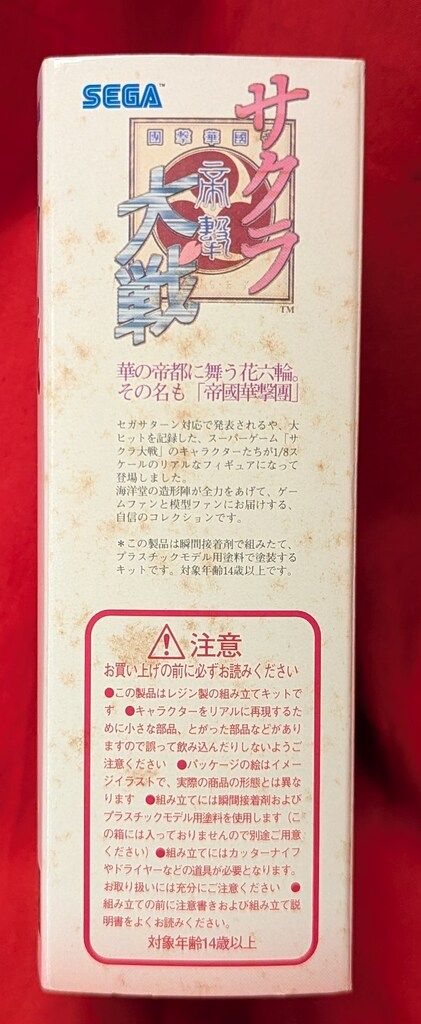 SEGA™
團撃華國
サクラ
大戦
帝撃
TM
華の帝都に舞う花六輪。
その名も「帝國華撃團」
セガサターン対応で発表されるや、大
ヒットを記録した、スーパーゲーム「サ
クラ大戦」のキャラクターたちが1/8ス
ケールのリアルなフィギュアになって
登場しました。
海洋堂の造形陣が全力をあげて、ゲー
ムファンと模型ファンにお届けする、
自信のコレクションです。
＊この製品は瞬間接着剤で組みたて、
プラスチックモデル用塗料で塗装する
キットです。対象年齢14歳以上です。
注意
お買い上げの前に必ずお読みください
●この製品はレジン製の組み立てキットで
す ●キャラクターをリアルに再現するた
めに小さな部品、とがった部品などがあり
ますので誤って飲み込んだりしないようご
注意ください ●パッケージの絵はイメー
ジイラストで、実際の商品の形態とは異な
ります ●組み立てには瞬間接着剤および
プラスチックモデル用塗料を使用します（こ
の箱には入っておりませんので別途ご用意
ください）●組み立てにはカッターナイフ
やドライヤーなどの道具が必要となります。
お取り扱いには充分にご注意ください ●
組み立ての前に注意書きおよび組み立て説
明書をよくお読みください。
対象年齢14歳以上